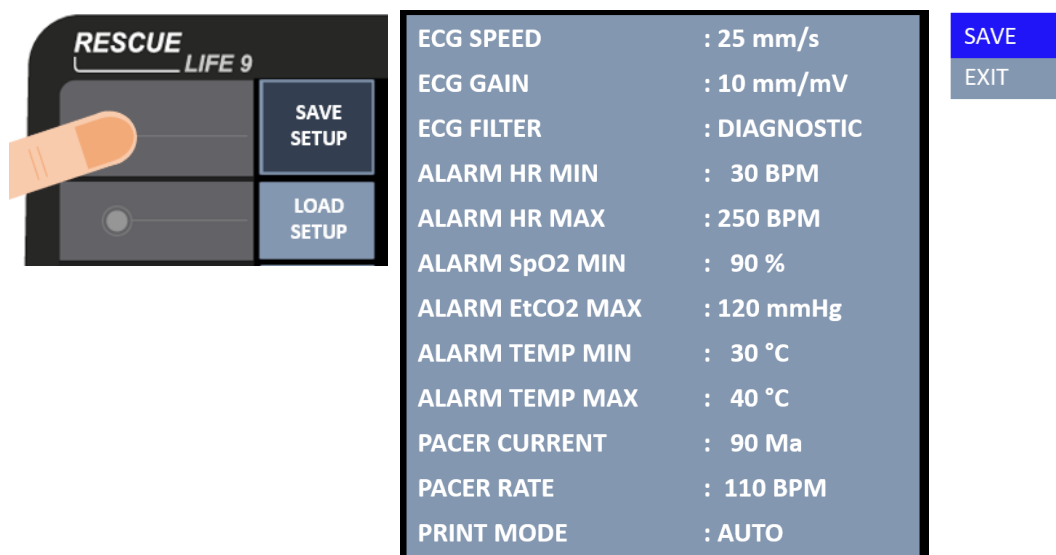 RESCUE
LIFE 9
SAVE
SETUP
LOAD
SETUP
ECG SPEED : 25 mm/s
ECG GAIN : 10 mm/mV
ECG FILTER : DIAGNOSTIC
ALARM HR MIN : 30 BPM
ALARM HR MAX : 250 BPM
ALARM SpO2 MIN : 90 %
ALARM EtCO2 MAX : 120 mmHg
ALARM TEMP MIN : 30 °C
ALARM TEMP MAX : 40 °C
PACER CURRENT : 90 Ma
PACER RATE : 110 BPM
PRINT MODE : AUTO
SAVE
EXIT